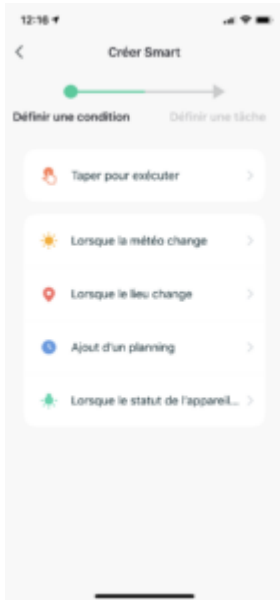 12:16
Créer Smart
Définir une condition Définir une tâche
Taper pour exécuter
Lorsque la météo change
Lorsque le lieu change
Ajout d'un planning
Lorsque le statut de l'appareil...